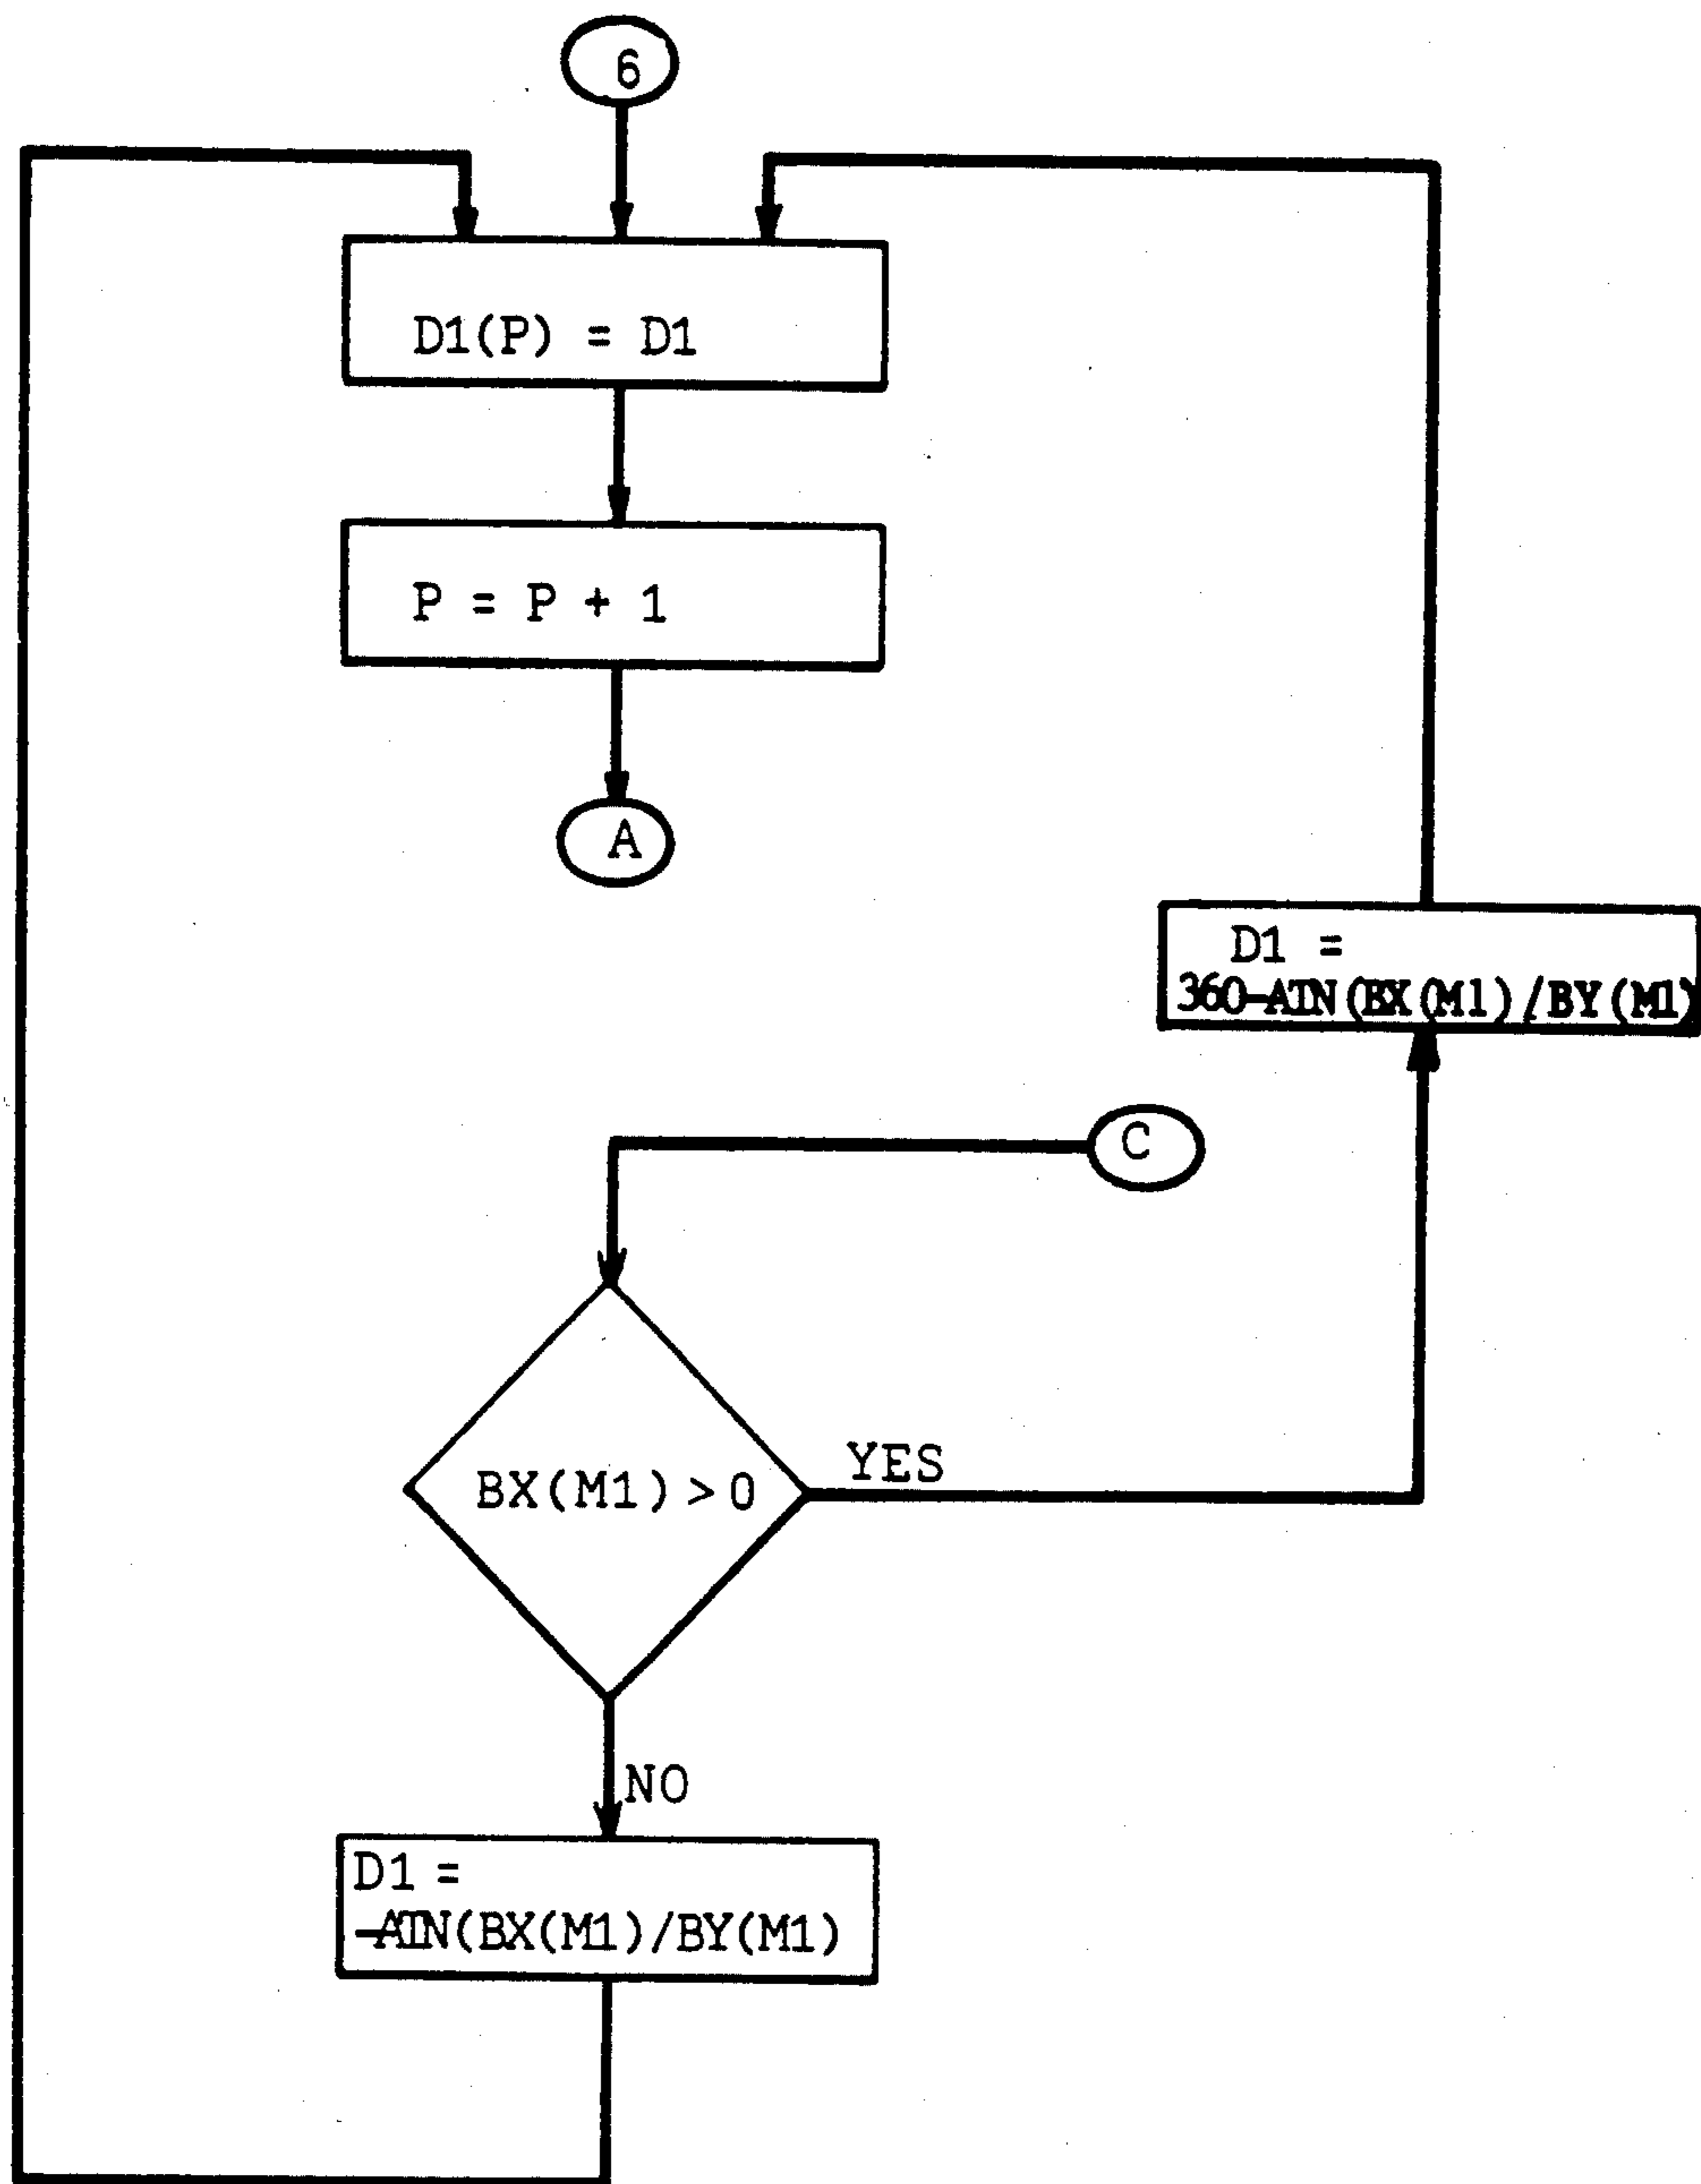 6
D1(P) = D1
P = P + 1
A
D1 =
360-ATN(BX(M1)/BY(M1)
C
BX(M1) > 0
YES
NO
D1 =
-ATN(BX(M1)/BY(M1)